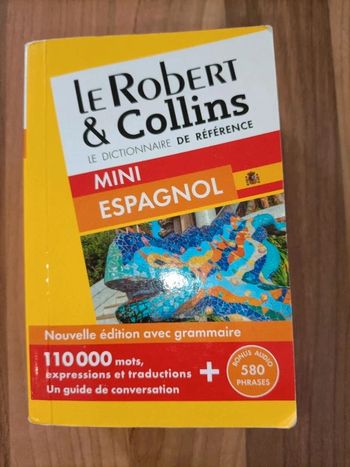 le Robert
& Collins
LE DICTIONNAIRE DE RÉFÉRENCE
MINI
ESPAGNOL
Nouvelle édition avec grammaire
110 000 mots,
expressions et traductions
Un guide de conversation
+
BONUS AUDIO
580
PHRASES